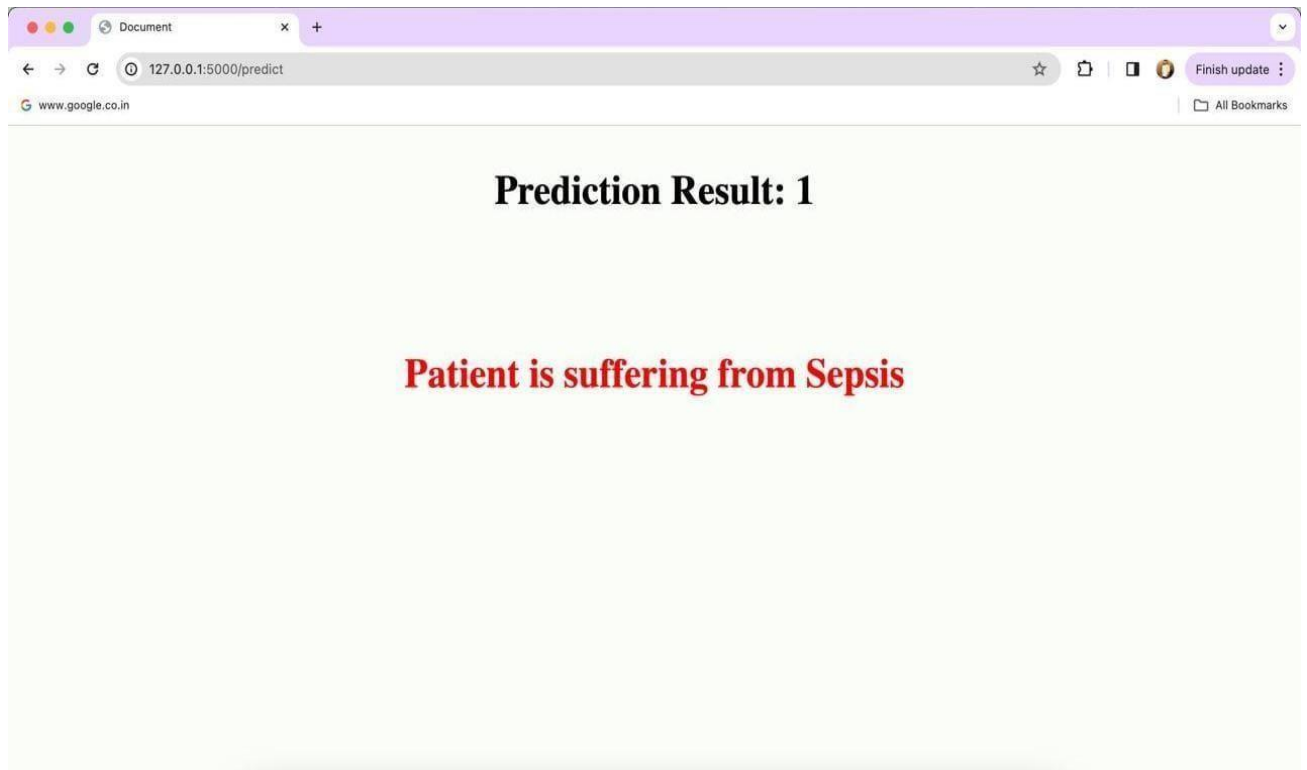 Document
127.0.0.1:5000/predict
Finish update
G www.google.co.in
All Bookmarks
Prediction Result: 1
Patient is suffering from Sepsis